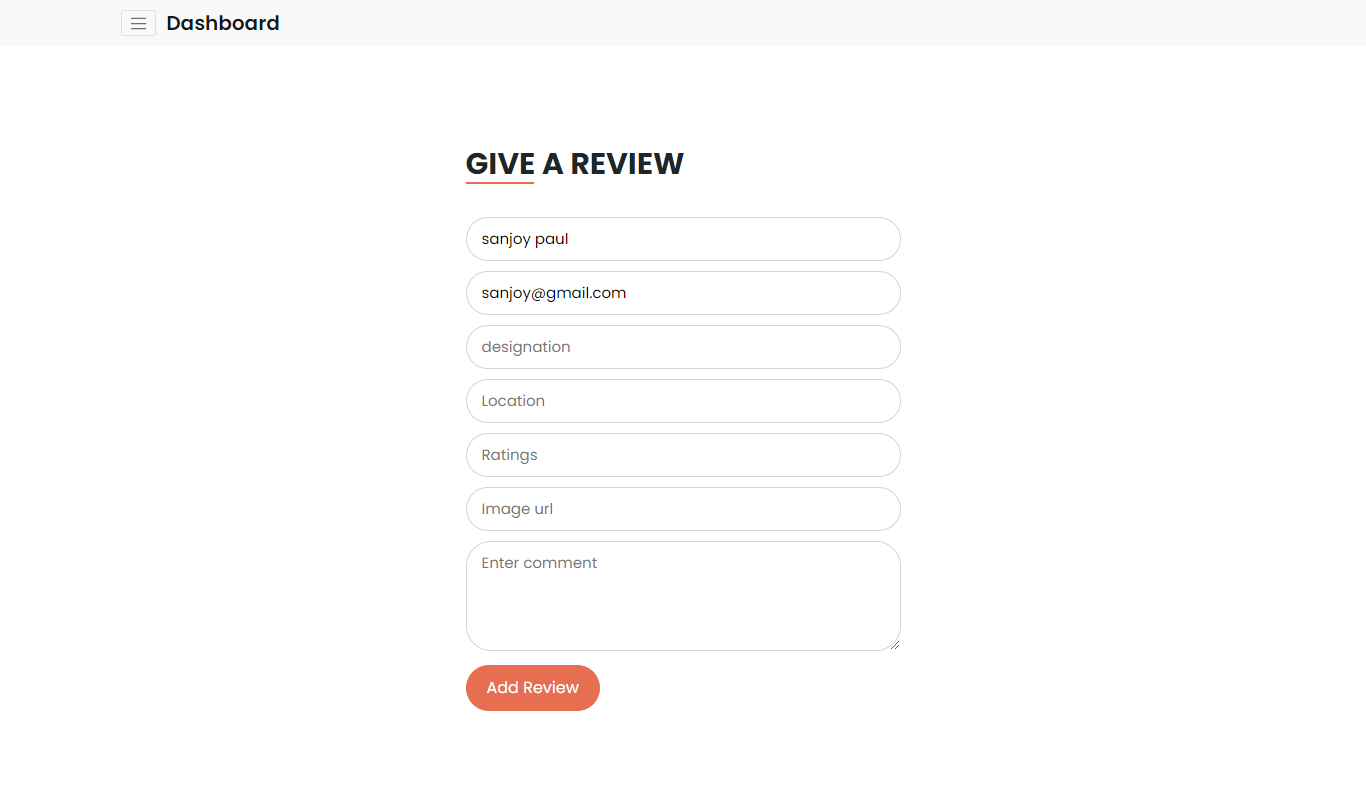 Dashboard
GIVE A REVIEW
sanjoy paul
sanjoy@gmail.com
designation
Location
Ratings
Image url
Enter comment
Add Review